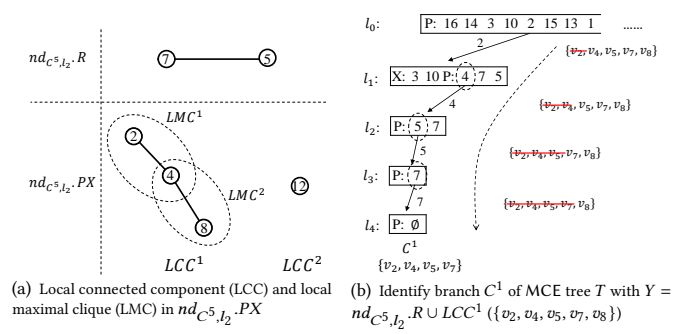 nd_{C^5,l_2}.R
7 5
LMC^1
2
nd_{C^5,l_2}.PX
4
LMC^2
12
8
LCC^1 LCC^2
(a) Local connected component (LCC) and local
maximal clique (LMC) in nd_{C^5,l_2}.PX
l_0: P: 16 14 3 10 2 15 13 1 ......
2
{v_2, v_4, v_5, v_7, v_8}
l_1: X: 3 10 P: 4 7 5
4
{v_2, v_4, v_5, v_7, v_8}
l_2: P: 5 7
5
{v_2, v_4, v_5, v_7, v_8}
l_3: P: 7
7
{v_2, v_4, v_5, v_7, v_8}
l_4: P: ∅
C^1
{v_2, v_4, v_5, v_7}
(b) Identify branch C^1 of MCE tree T with Y =
nd_{C^5,l_2}.R ∪ LCC^1 ({v_2, v_4, v_5, v_7, v_8})